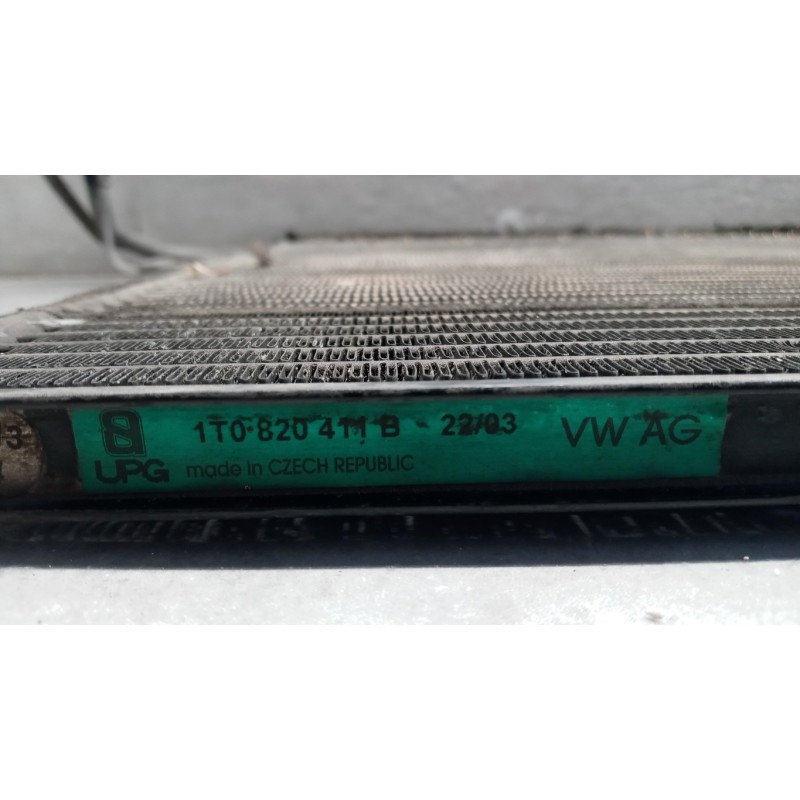 1T0 820 411 B - 22/03 VW AG
UPG made in CZECH REPUBLIC